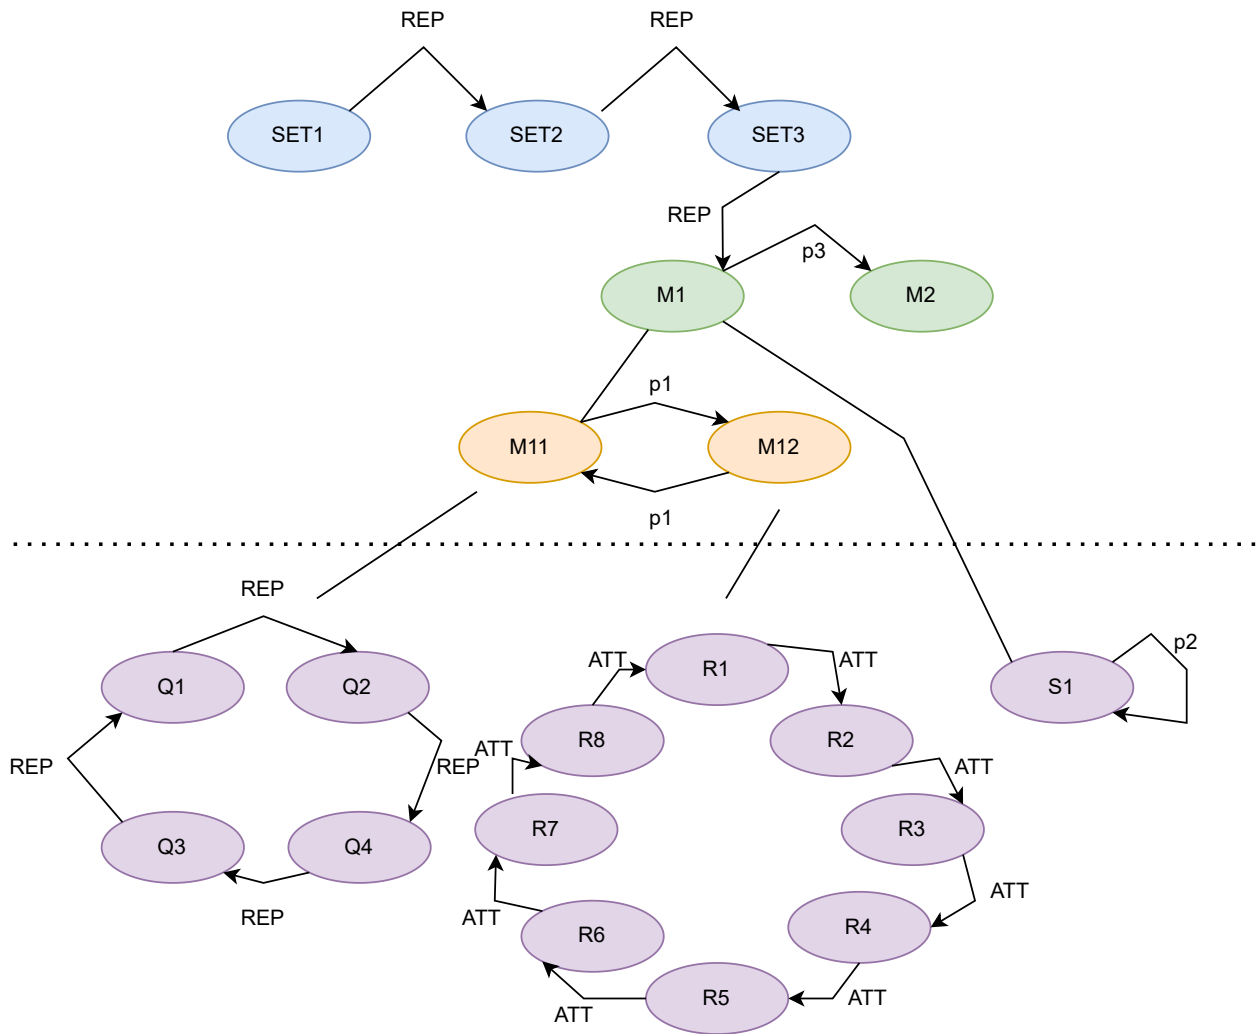 REP
REP
SET1
SET2
SET3
REP
p3
M1
M2
p1
M11
M12
p1
REP
Q1
Q2
REP
REP
Q3
Q4
REP
ATT
R1
ATT
R8
R2
ATT
ATT
R7
R3
ATT
ATT
R6
R4
R5
ATT
ATT
p2
S1